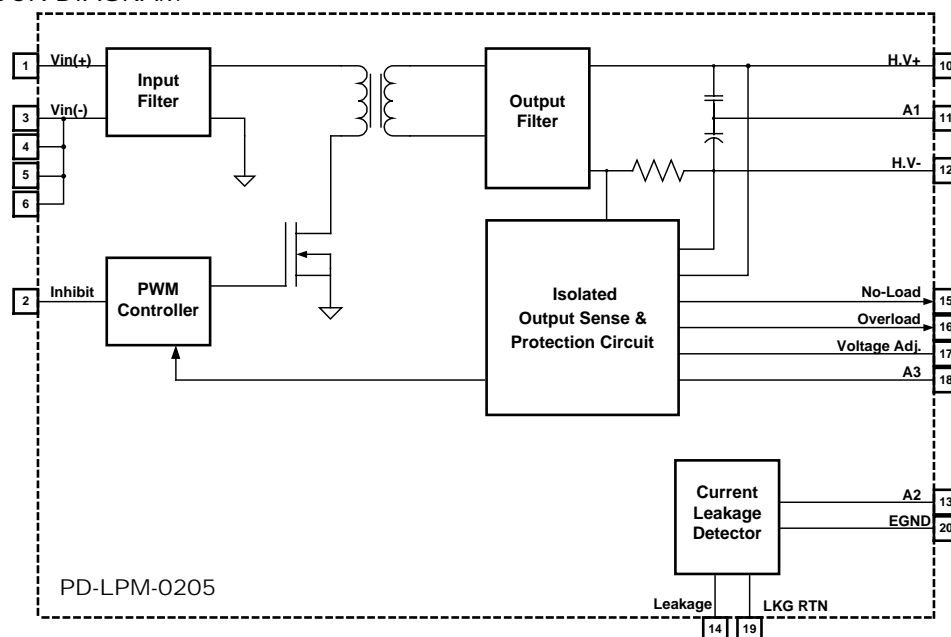 1 Vin(+)
3 Vin(-)
4
5
6
2 Inhibit
Input
Filter
PWM
Controller
Output
Filter
Isolated
Output Sense &
Protection Circuit
Current
Leakage
Detector
H.V+ 10
A1 11
H.V- 12
No-Load 15
Overload 16
Voltage Adj. 17
A3 18
A2 13
EGND 20
Leakage 14
LKG RTN 19
PD-LPM-0205